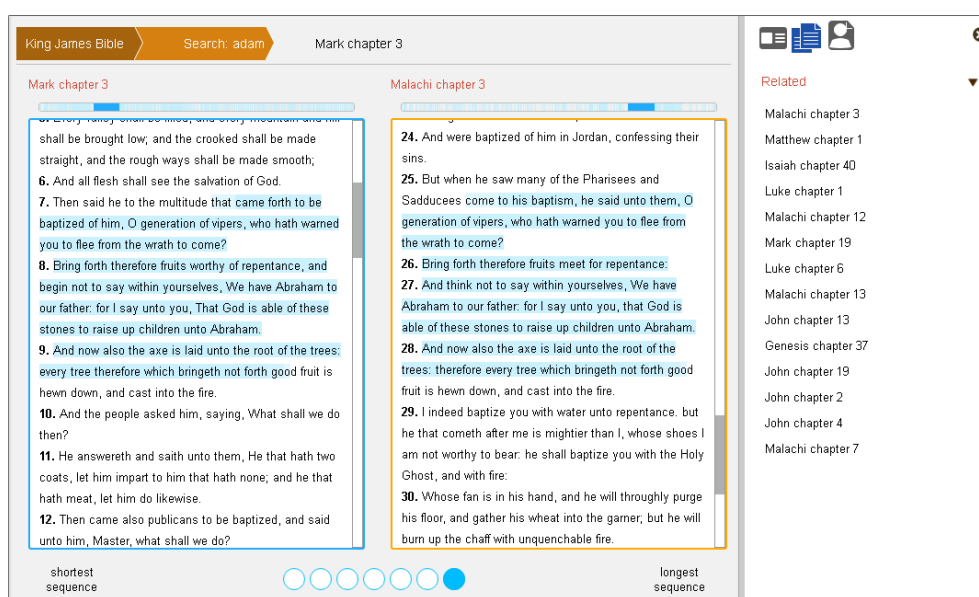 King James Bible
Search: adam
Mark chapter 3
Mark chapter 3
shall be brought low; and the crooked shall be made
straight, and the rough ways shall be made smooth;
6. And all flesh shall see the salvation of God.
7. Then said he to the multitude that came forth to be
baptized of him, O generation of vipers, who hath warned
you to flee from the wrath to come?
8. Bring forth therefore fruits worthy of repentance, and
begin not to say within yourselves, We have Abraham to
our father: for I say unto you, That God is able of these
stones to raise up children unto Abraham.
9. And now also the axe is laid unto the root of the trees:
every tree therefore which bringeth not forth good fruit is
hewn down, and cast into the fire.
10. And the people asked him, saying, What shall we do
then?
11. He answereth and saith unto them, He that hath two
coats, let him impart to him that hath none; and he that
hath meat, let him do likewise.
12. Then came also publicans to be baptized, and said
unto him, Master, what shall we do?
Malachi chapter 3
24. And were baptized of him in Jordan, confessing their
sins.
25. But when he saw many of the Pharisees and
Sadducees come to his baptism, he said unto them, O
generation of vipers, who hath warned you to flee from
the wrath to come?
26. Bring forth therefore fruits meet for repentance:
27. And think not to say within yourselves, We have
Abraham to our father: for I say unto you, that God is
able of these stones to raise up children unto Abraham.
28. And now also the axe is laid unto the root of the
trees: therefore every tree which bringeth not forth good
fruit is hewn down, and cast into the fire.
29. I indeed baptize you with water unto repentance. but
he that cometh after me is mightier than I, whose shoes I
am not worthy to bear: he shall baptize you with the Holy
Ghost, and with fire:
30. Whose fan is in his hand, and he will throughly purge
his floor, and gather his wheat into the garner; but he will
burn up the chaff with unquenchable fire.
shortest
sequence
longest
sequence
Related
Malachi chapter 3
Matthew chapter 1
Isaiah chapter 40
Luke chapter 1
Malachi chapter 12
Mark chapter 19
Luke chapter 6
Malachi chapter 13
John chapter 13
Genesis chapter 37
John chapter 19
John chapter 2
John chapter 4
Malachi chapter 7